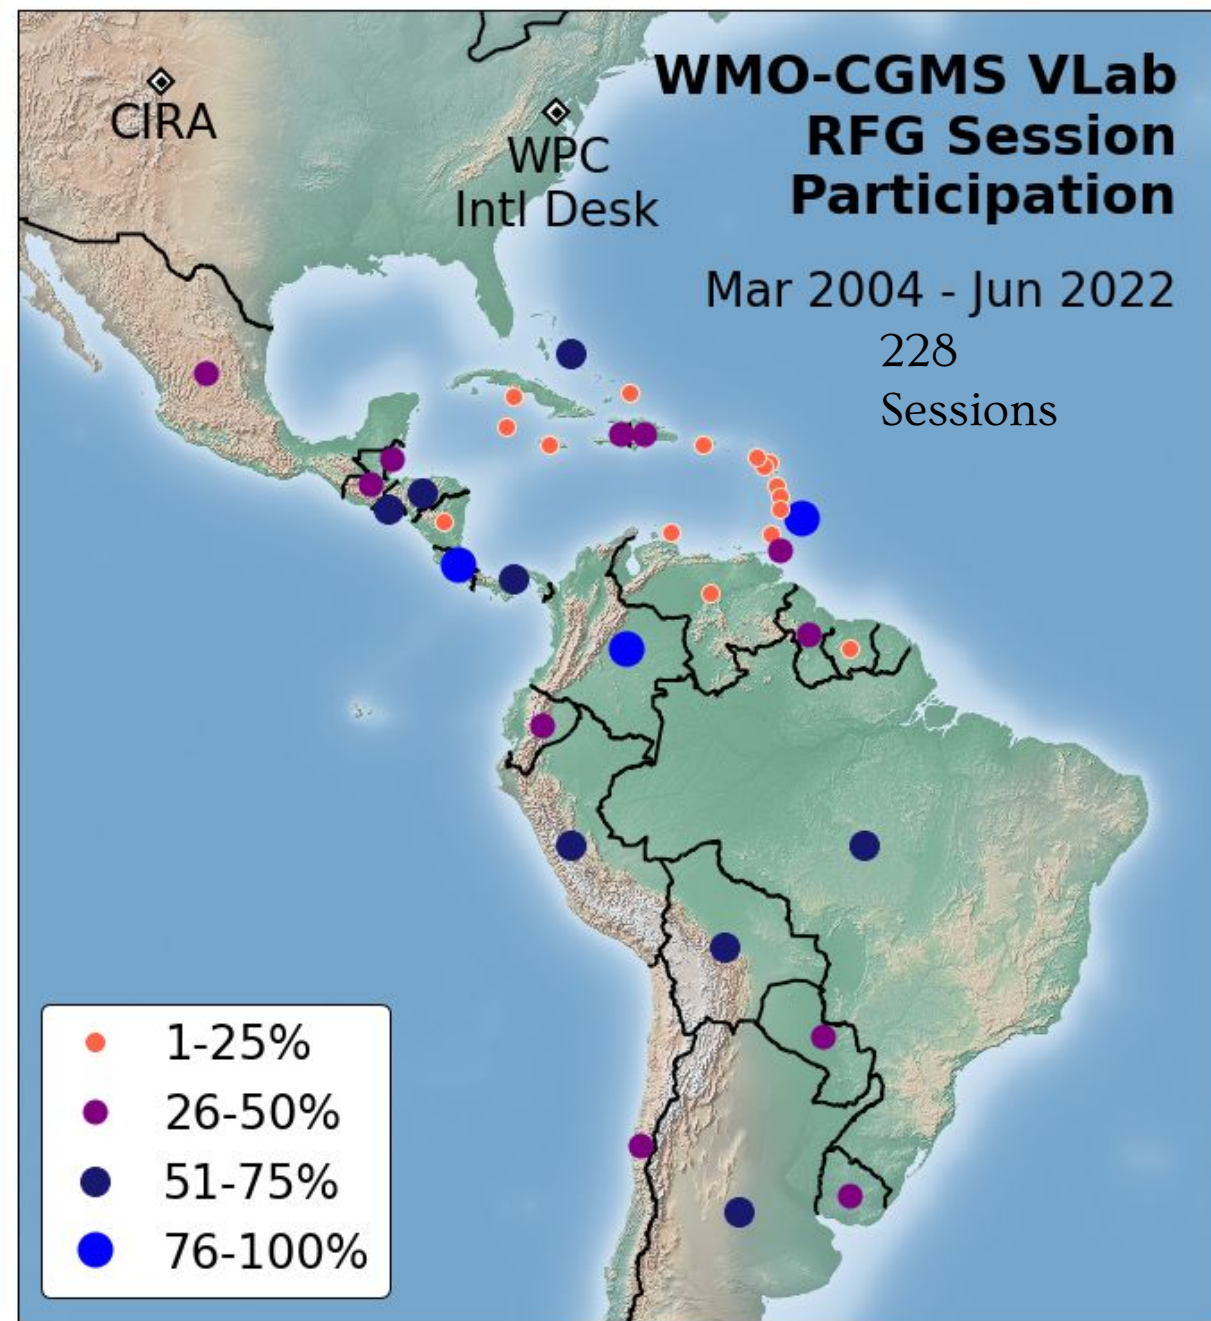 WMO-CGMS VLab
RFG Session
Participation
Mar 2004 - Jun 2022
228
Sessions
CIRA
WPC
Intl Desk
1-25%
26-50%
51-75%
76-100%